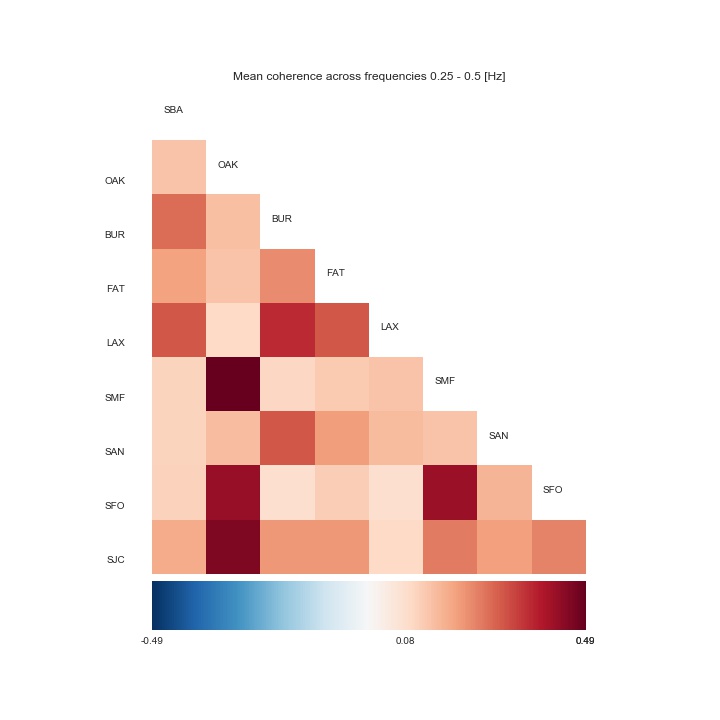 Mean coherence across frequencies 0.25 - 0.5 [Hz]
SBA
OAK
OAK
BUR
BUR
FAT
FAT
LAX
LAX
SMF
SMF
SAN
SAN
SFO
SFO
SJC
-0.49 0.08 0.49